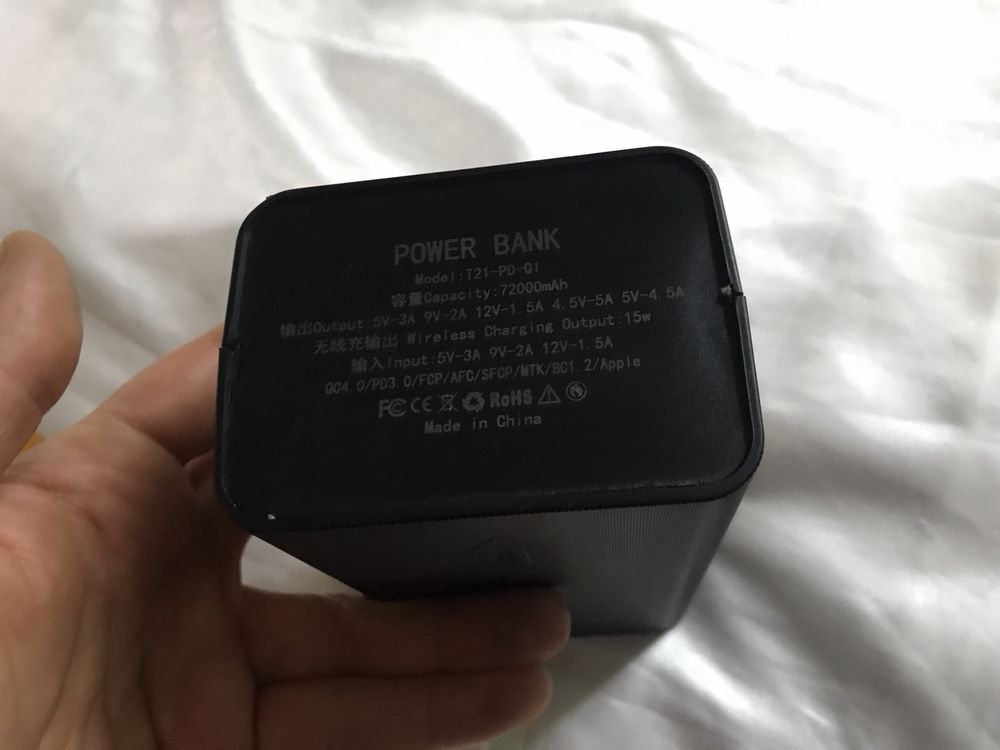 POWER BANK
Model:T21-PD-QI
容量Capacity:72000mAh
输出Output:5V-3A 9V-2A 12V-1.5A 4.5V-5A 5V-4.5A
无线充输出 Wireless Charging Output:15w
输入Input:5V-3A 9V-2A 12V-1.5A
QC4.0/PD3.0/FCP/AFC/SFCP/MTK/BC1.2/Apple
FC CE RoHS
Made in China